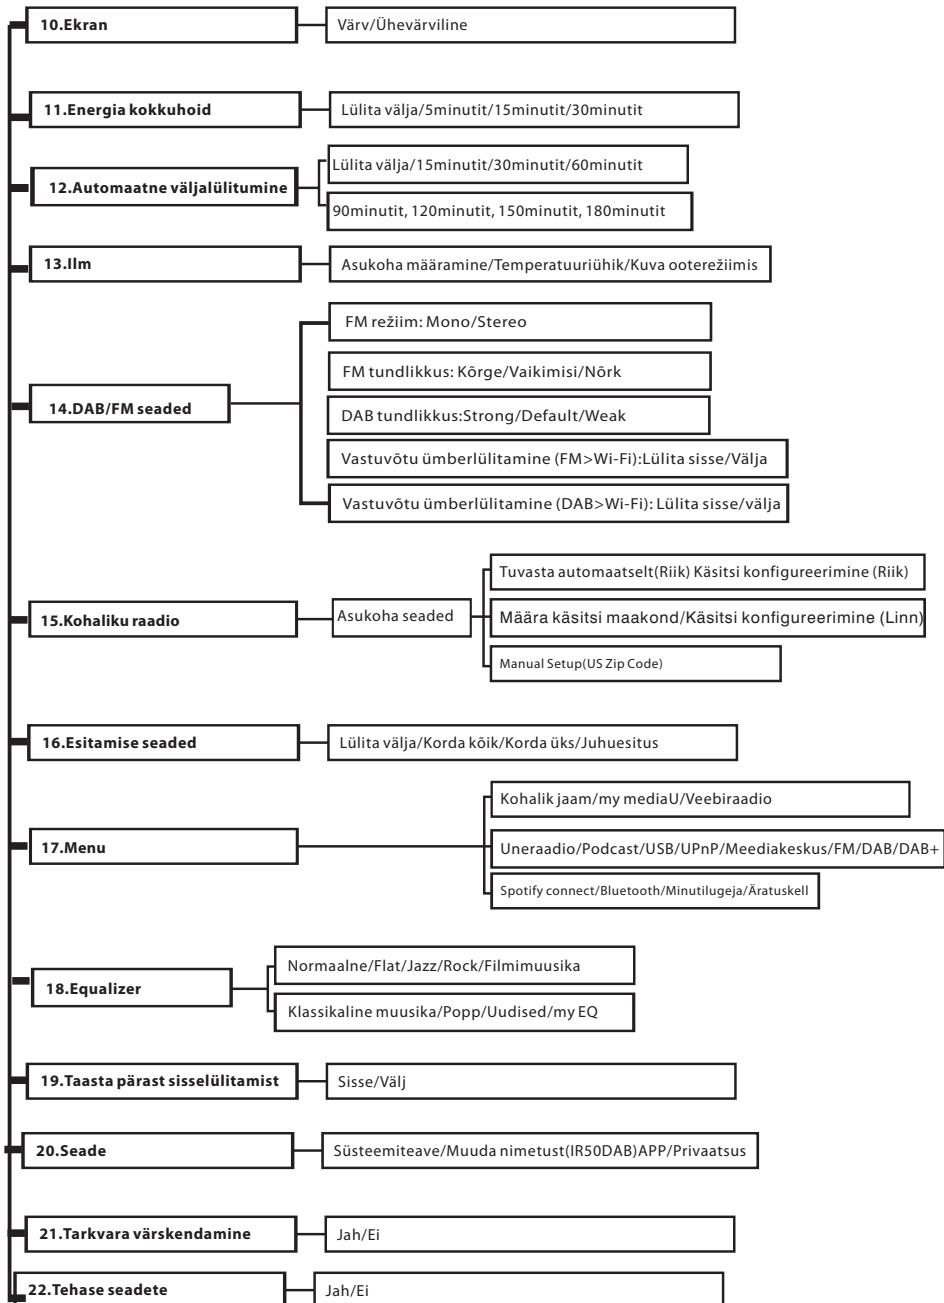 10.Ekran
Värv/Ühevärviline
11.Energia kokkuhoid
Lülita välja/5minutit/15minutit/30minutit
12.Automaatne väljalülitumine
Lülita välja/15minutit/30minutit/60minutit
90minutit, 120minutit, 150minutit, 180minutit
13.Ilm
Asukoha määramine/Temperatuuriühik/Kuva ooterežiimis
14.DAB/FM seaded
FM režiim: Mono/Stereo
FM tundlikkus: Kõrge/Vaikimisi/Nõrk
DAB tundlikkus:Strong/Default/Weak
Vastuvõtu ümberlülitamine (FM>Wi-Fi):Lülita sisse/Välja
Vastuvõtu ümberlülitamine (DAB>Wi-Fi): Lülita sisse/välja
15.Kohaliku raadio
Asukoha seaded
Tuvasta automaatselt(Riik) Käsitsi konfigureerimine (Riik)
Määra käsitsi maakond/Käsitsi konfigureerimine (Linn)
Manual Setup(US Zip Code)
16.Esitamise seaded
Lülita välja/Korda kõik/Korda üks/Juhuesitus
17.Menu
Kohalik jaam/my mediaU/Veebiraadio
Uneraadio/Podcast/USB/UPnP/Meediakeskus/FM/DAB/DAB+
Spotify connect/Bluetooth/Minutilugeja/Äratuskell
18.Equalizer
Normaalne/Flat/Jazz/Rock/Filmimuusika
Klassikaline muusika/Popp/Uudised/my EQ
19.Taasta pärast sisselülitamist
Sisse/Välj
20.Seade
Süsteemiteave/Muuda nimetust(IR50DAB)APP/Privaatsus
21.Tarkvara värskendamine
Jah/Ei
22.Tehase seadete
Jah/Ei